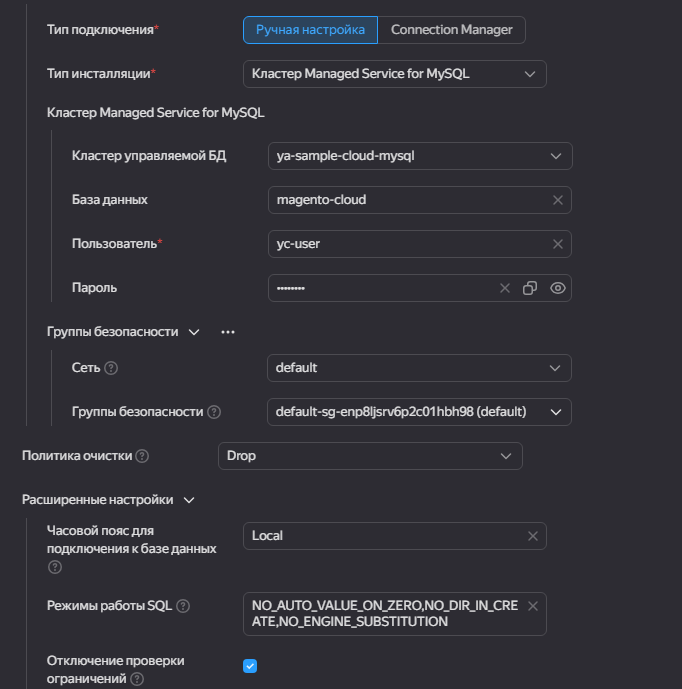 Тип подключения* Ручная настройка Connection Manager
Тип инсталляции* Кластер Managed Service for MySQL
Кластер Managed Service for MySQL
Кластер управляемой БД ya-sample-cloud-mysql
База данных magento-cloud
Пользователь* yc-user
Пароль ••••••••
Группы безопасности
Сеть default
Группы безопасности default-sg-enp8ljsrv6p2c01hbh98 (default)
Политика очистки Drop
Расширенные настройки
Часовой пояс для
подключения к базе данных
Local
Режимы работы SQL
NO_AUTO_VALUE_ON_ZERO,NO_DIR_IN_CRE
ATE,NO_ENGINE_SUBSTITUTION
Отключение проверки
ограничений